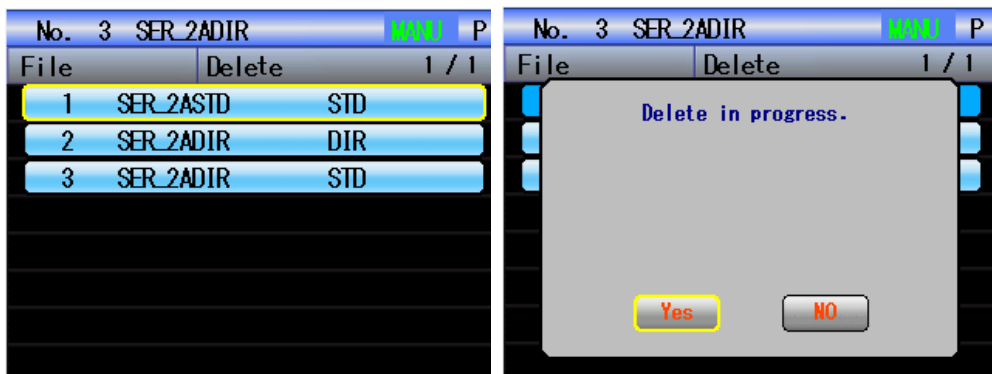 No. 3 SER_2ADIR MANU P
File Delete 1 / 1
1 SER_2ASTD STD
2 SER_2ADIR DIR
3 SER_2ADIR STD
No. 3 SER_2ADIR MANU P
File Delete 1 / 1
Delete in progress.
Yes NO